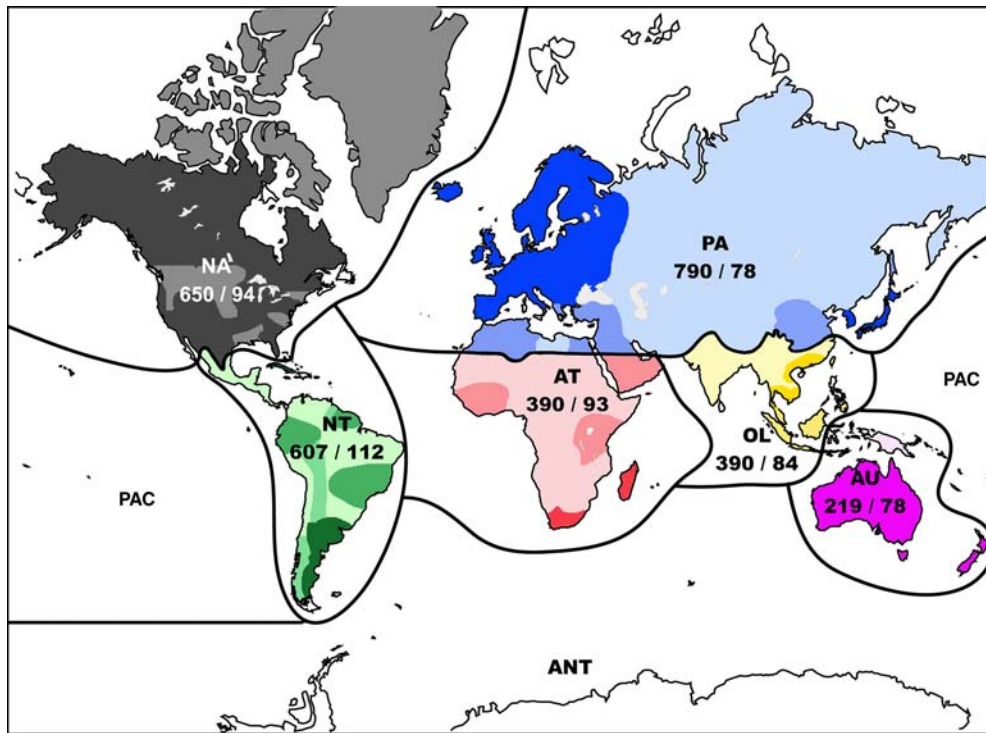 NA
650 / 94
PA
790 / 78
AT
390 / 93
NT
607 / 112
OL
390 / 84
AU
219 / 78
PAC
PAC
ANT